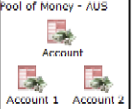 Pool of Money - AUS
Account
Account 1 Account 2